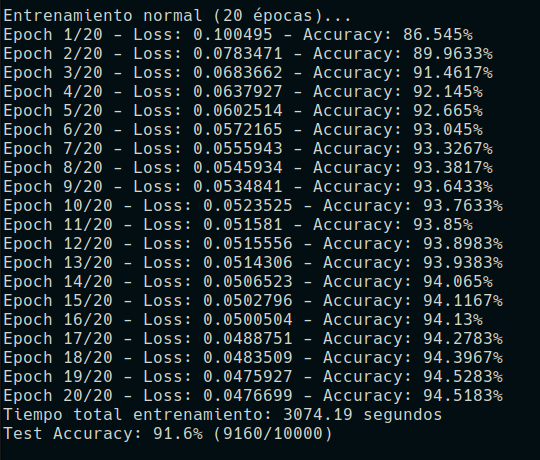 Entrenamiento normal (20 épocas)...
Epoch 1/20 - Loss: 0.100495 - Accuracy: 86.545%
Epoch 2/20 - Loss: 0.0783471 - Accuracy: 89.9633%
Epoch 3/20 - Loss: 0.0683662 - Accuracy: 91.4617%
Epoch 4/20 - Loss: 0.0637927 - Accuracy: 92.145%
Epoch 5/20 - Loss: 0.0602514 - Accuracy: 92.665%
Epoch 6/20 - Loss: 0.0572165 - Accuracy: 93.045%
Epoch 7/20 - Loss: 0.0555943 - Accuracy: 93.3267%
Epoch 8/20 - Loss: 0.0545934 - Accuracy: 93.3817%
Epoch 9/20 - Loss: 0.0534841 - Accuracy: 93.6433%
Epoch 10/20 - Loss: 0.0523525 - Accuracy: 93.7633%
Epoch 11/20 - Loss: 0.051581 - Accuracy: 93.85%
Epoch 12/20 - Loss: 0.0515556 - Accuracy: 93.8983%
Epoch 13/20 - Loss: 0.0514306 - Accuracy: 93.9383%
Epoch 14/20 - Loss: 0.0506523 - Accuracy: 94.065%
Epoch 15/20 - Loss: 0.0502796 - Accuracy: 94.1167%
Epoch 16/20 - Loss: 0.0500504 - Accuracy: 94.13%
Epoch 17/20 - Loss: 0.0488751 - Accuracy: 94.2783%
Epoch 18/20 - Loss: 0.0483509 - Accuracy: 94.3967%
Epoch 19/20 - Loss: 0.0475927 - Accuracy: 94.5283%
Epoch 20/20 - Loss: 0.0476699 - Accuracy: 94.5183%
Tiempo total entrenamiento: 3074.19 segundos
Test Accuracy: 91.6% (9160/10000)